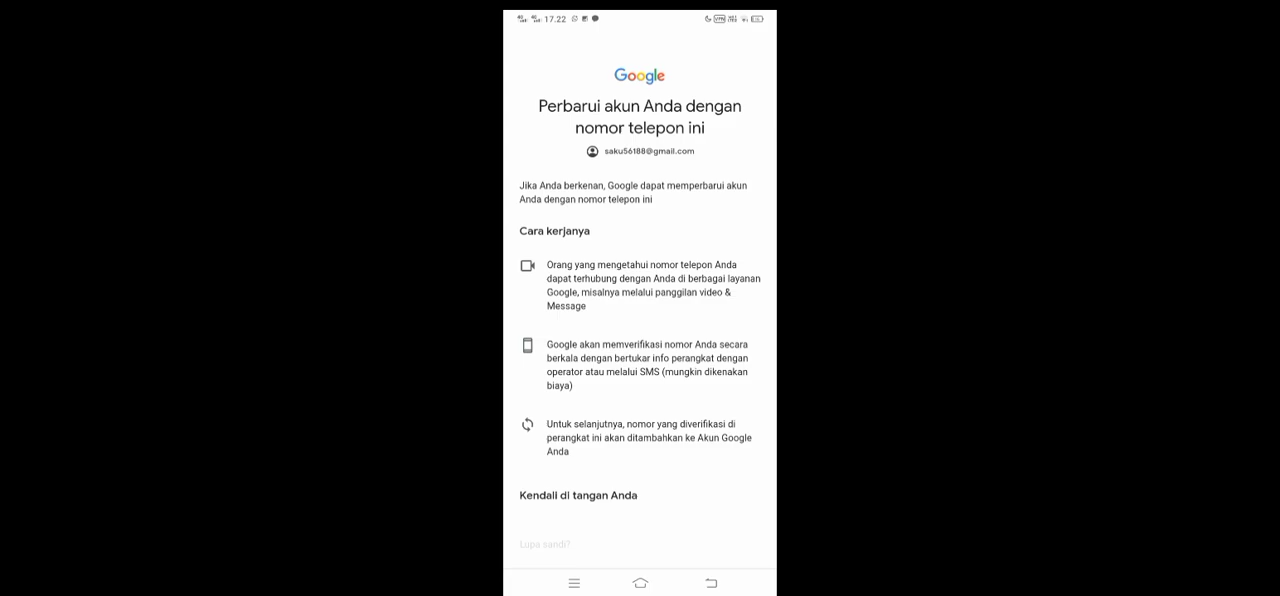 17.22
VPN
Google
Perbarui akun Anda dengan
nomor telepon ini
saku56188@gmail.com
Jika Anda berkenan, Google dapat memperbarui akun
Anda dengan nomor telepon ini
Cara kerjanya
Orang yang mengetahui nomor telepon Anda
dapat terhubung dengan Anda di berbagai layanan
Google, misalnya melalui panggilan video &
Message
Google akan memverifikasi nomor Anda secara
berkala dengan bertukar info perangkat dengan
operator atau melalui SMS (mungkin dikenakan
biaya)
Untuk selanjutnya, nomor yang diverifikasi di
perangkat ini akan ditambahkan ke Akun Google
Anda
Kendali di tangan Anda
Lupa sandi?